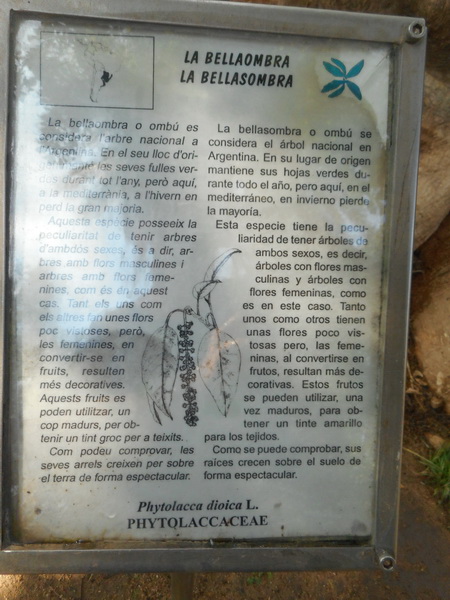 LA BELLAOMBRA
LA BELLASOMBRA
La bellaombra o ombú es
considera l'arbre nacional a
l'Argentina. En el seu lloc d'ori-
les seves fulles ver-
des durant tot l'any, però aquí,
a la mediterrània, a l'hivern en
perd la gran majoria.
Aquesta espècie posseeix la
peculiaritat de tenir arbres
d'ambdós sexes, és a dir, ar-
bres amb flors masculines i
arbres amb flors feme-
nines, com és en aquest
cas. Tant els uns com
els altres fan unes flors
poc vistoses, però,
les femenines, en
convertir-se en
fruits, resulten
més decoratives.
Aquests fruits es
poden utilitzar, un
cop madurs, per ob-
tenir un tint groc per a teixits.
Com podeu comprovar, les
seves arrels creixen per sobre
el terra de forma espectacular.
La bellasombra o ombú se
considera el árbol nacional en
Argentina. En su lugar de origen
mantiene sus hojas verdes du-
rante todo el año, pero aquí, en el
mediterráneo, en invierno pierde
la mayoría.
Esta especie tiene la pecu-
liaridad de tener árboles de
ambos sexos, es decir,
árboles con flores mas-
culinas y árboles con
flores femeninas, como
es en este caso. Tanto
unos como otros tienen
unas flores poco vis-
tosas pero, las feme-
ninas, al convertirse en
frutos, resultan más de-
corativas. Estos frutos
se pueden utilizar, una
vez maduros, para ob-
tener un tinte amarillo
para los tejidos.
Como se puede comprobar, sus
raíces crecen sobre el suelo de
forma espectacular.
Phytolacca dioica L.
PHYTOLACCACEAE